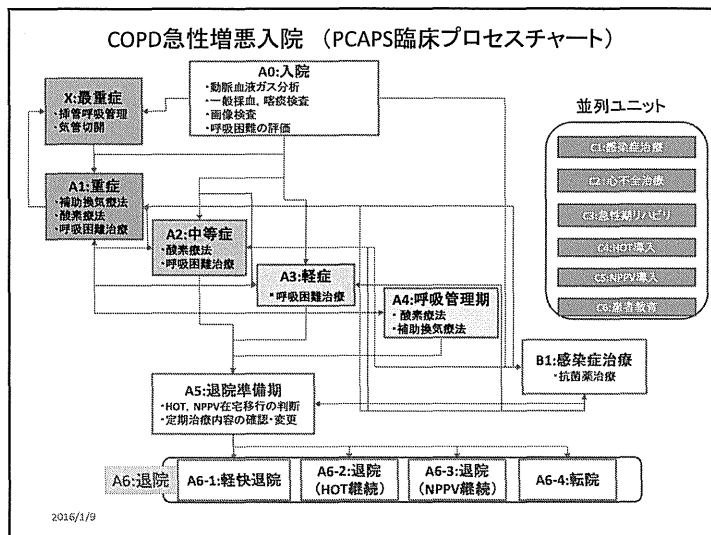 COPD急性増悪入院 (PCAPS臨床プロセスチャート)
A0:入院
・動脈血液ガス分析
・一般採血、喀痰検査
・画像検査
・呼吸困難の評価
X:最重症
・挿管呼吸管理
・気管切開
A1:重症
・補助換気療法
・酸素療法
・呼吸困難治療
A2:中等症
・酸素療法
・呼吸困難治療
A3:軽症
・呼吸困難治療
A4:呼吸管理期
・酸素療法
・補助換気療法
並列ユニット
C1:感染症治療
C2:心不全治療
C3:急性期リハビリ
C4:HOT導入
C5:NPPV導入
C6:患者教育
B1:感染症治療
・抗菌薬治療
A5:退院準備期
・HOT、NPPV在宅移行の判断
・定期治療内容の確認・変更
A6:退院
A6-1:軽快退院
A6-2:退院
(HOT継続)
A6-3:退院
(NPPV継続)
A6-4:転院
2016/1/9